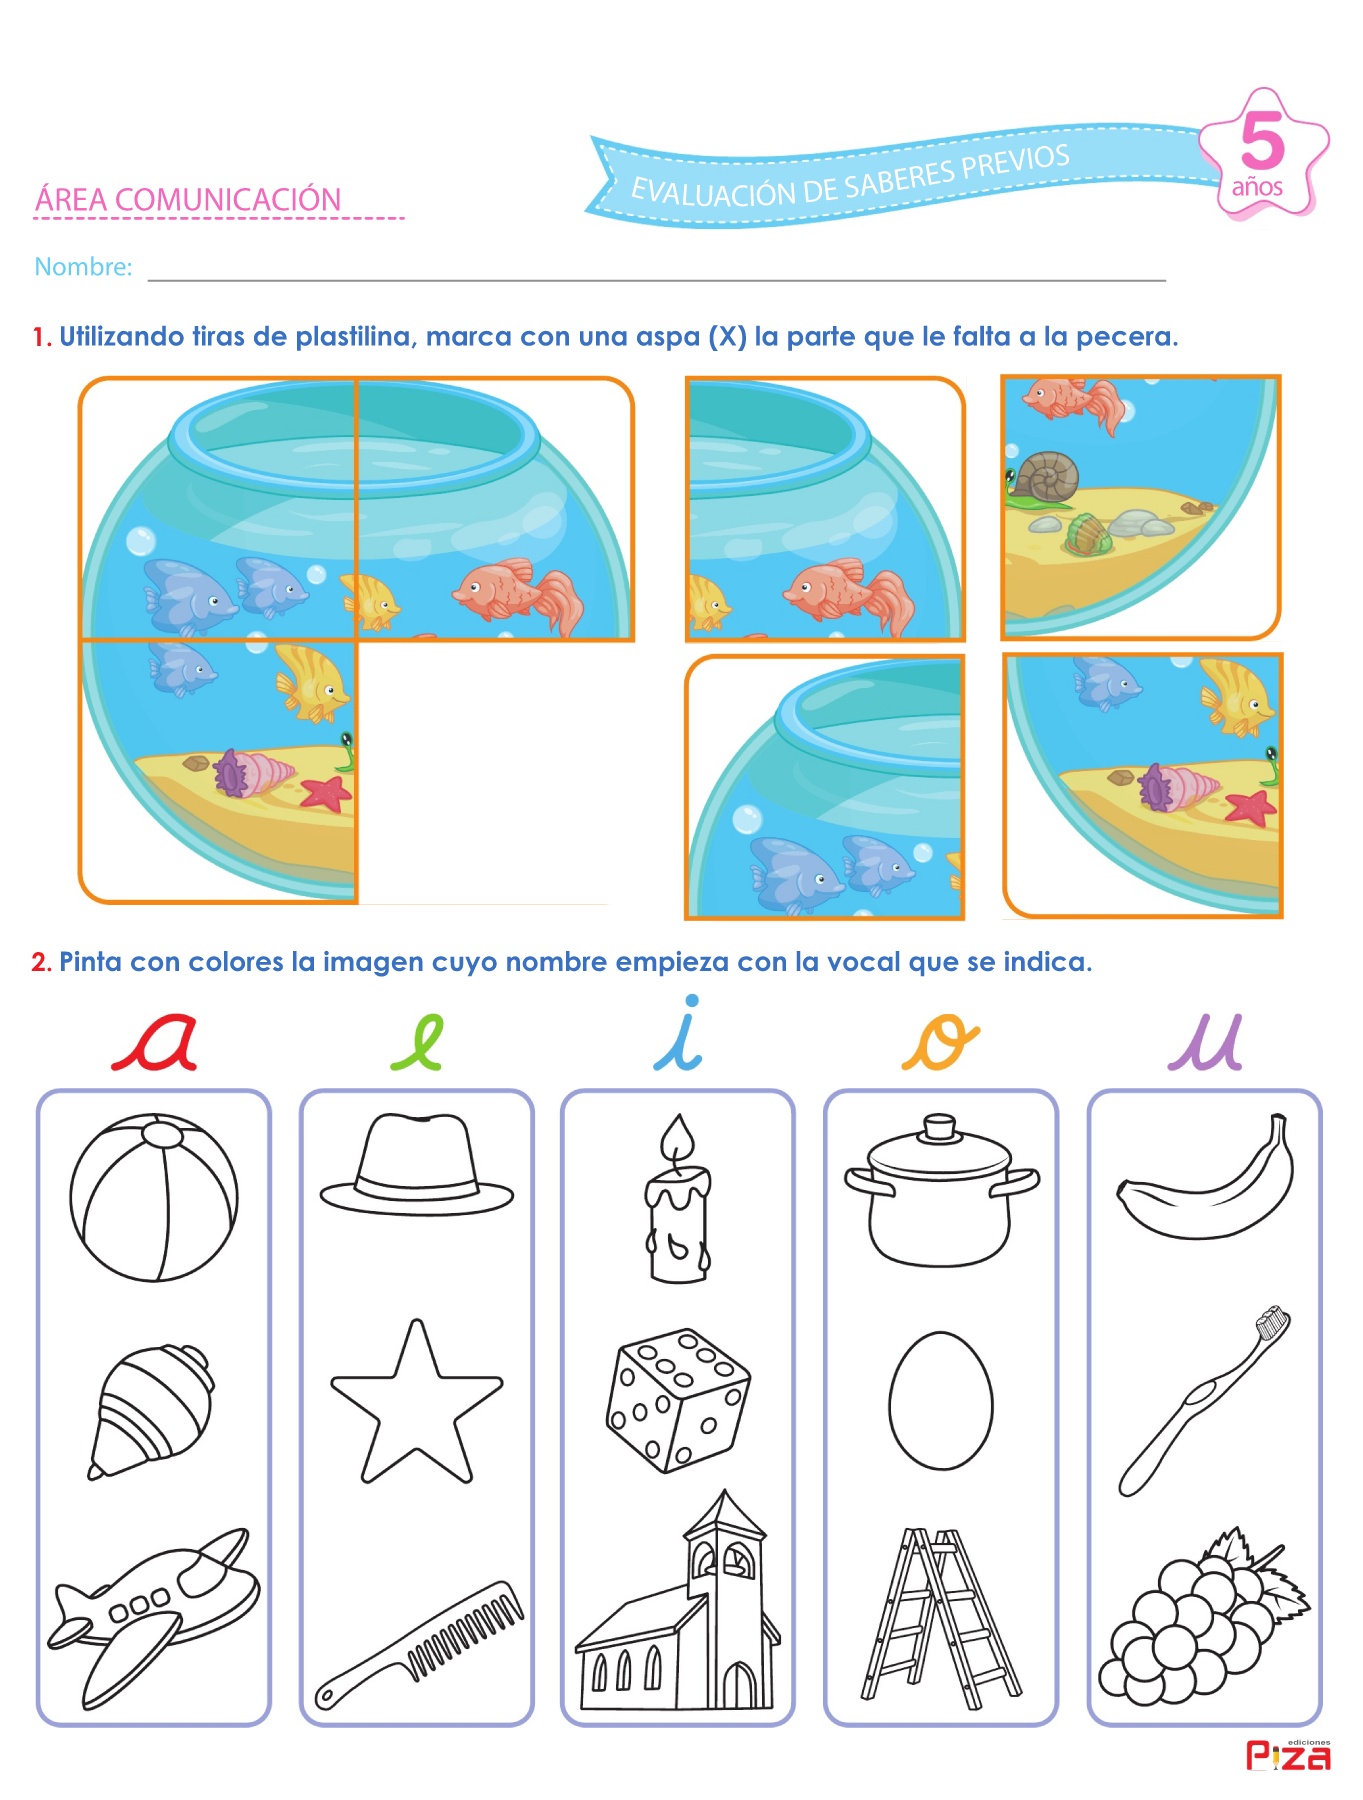 5
años
EVALUACIÓN DE SABERES PREVIOS
ÁREA COMUNICACIÓN
Nombre:
1. Utilizando tiras de plastilina, marca con una aspa (X) la parte que le falta a la pecera.
2. Pinta con colores la imagen cuyo nombre empieza con la vocal que se indica.
a e i o u
ediciones
Piza